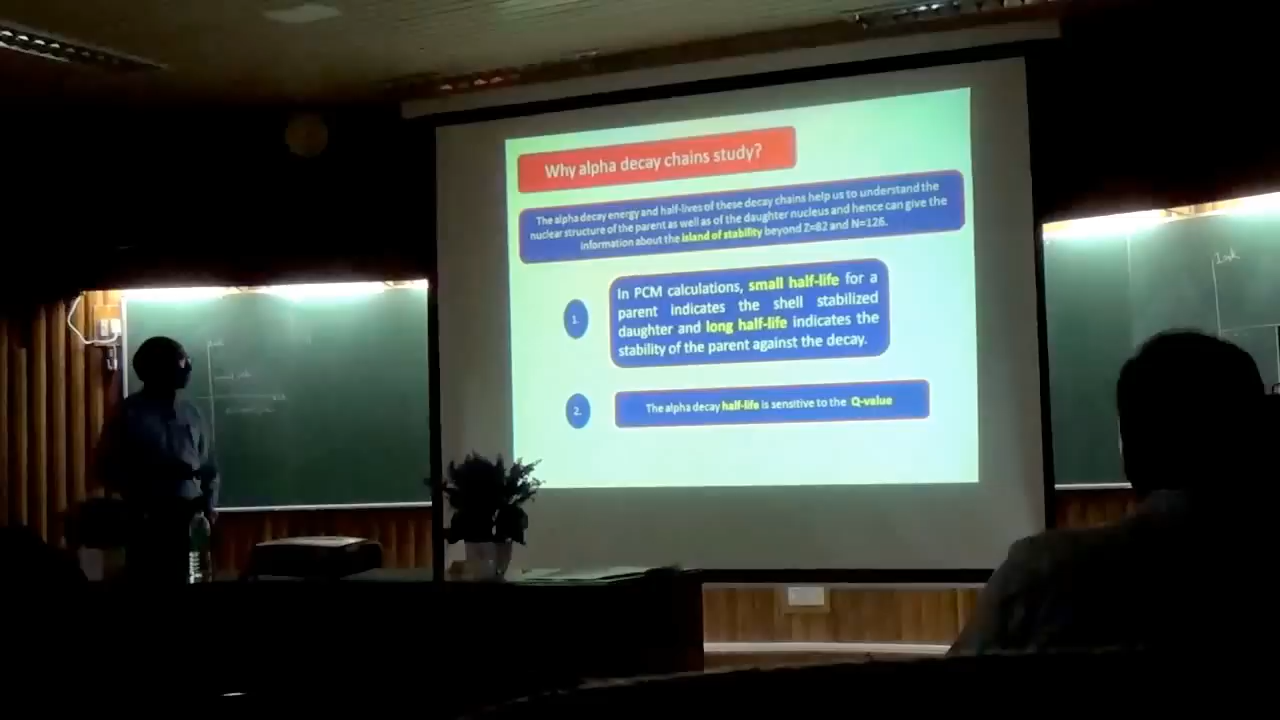 Why alpha decay chains study?
The alpha decay energy and half-lives of these decay chains help us to understand the
nuclear structure of the parent as well as of the daughter nucleus and hence can give the
information about the island of stability beyond Z=82 and N=126.
1.
In PCM calculations, small half-life for a
parent indicates the shell stabilized
daughter and long half-life indicates the
stability of the parent against the decay.
2.
The alpha decay half-life is sensitive to the Q-value